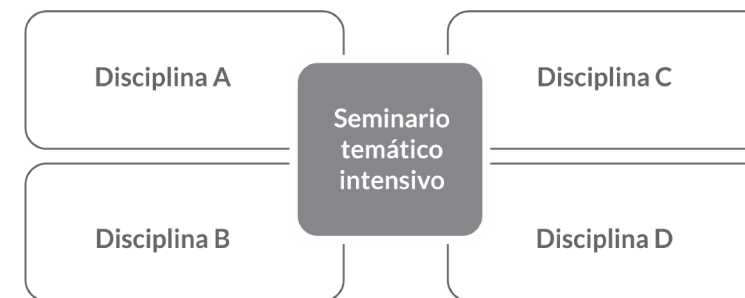 Disciplina A
Disciplina C
Seminario
temático
intensivo
Disciplina B
Disciplina D